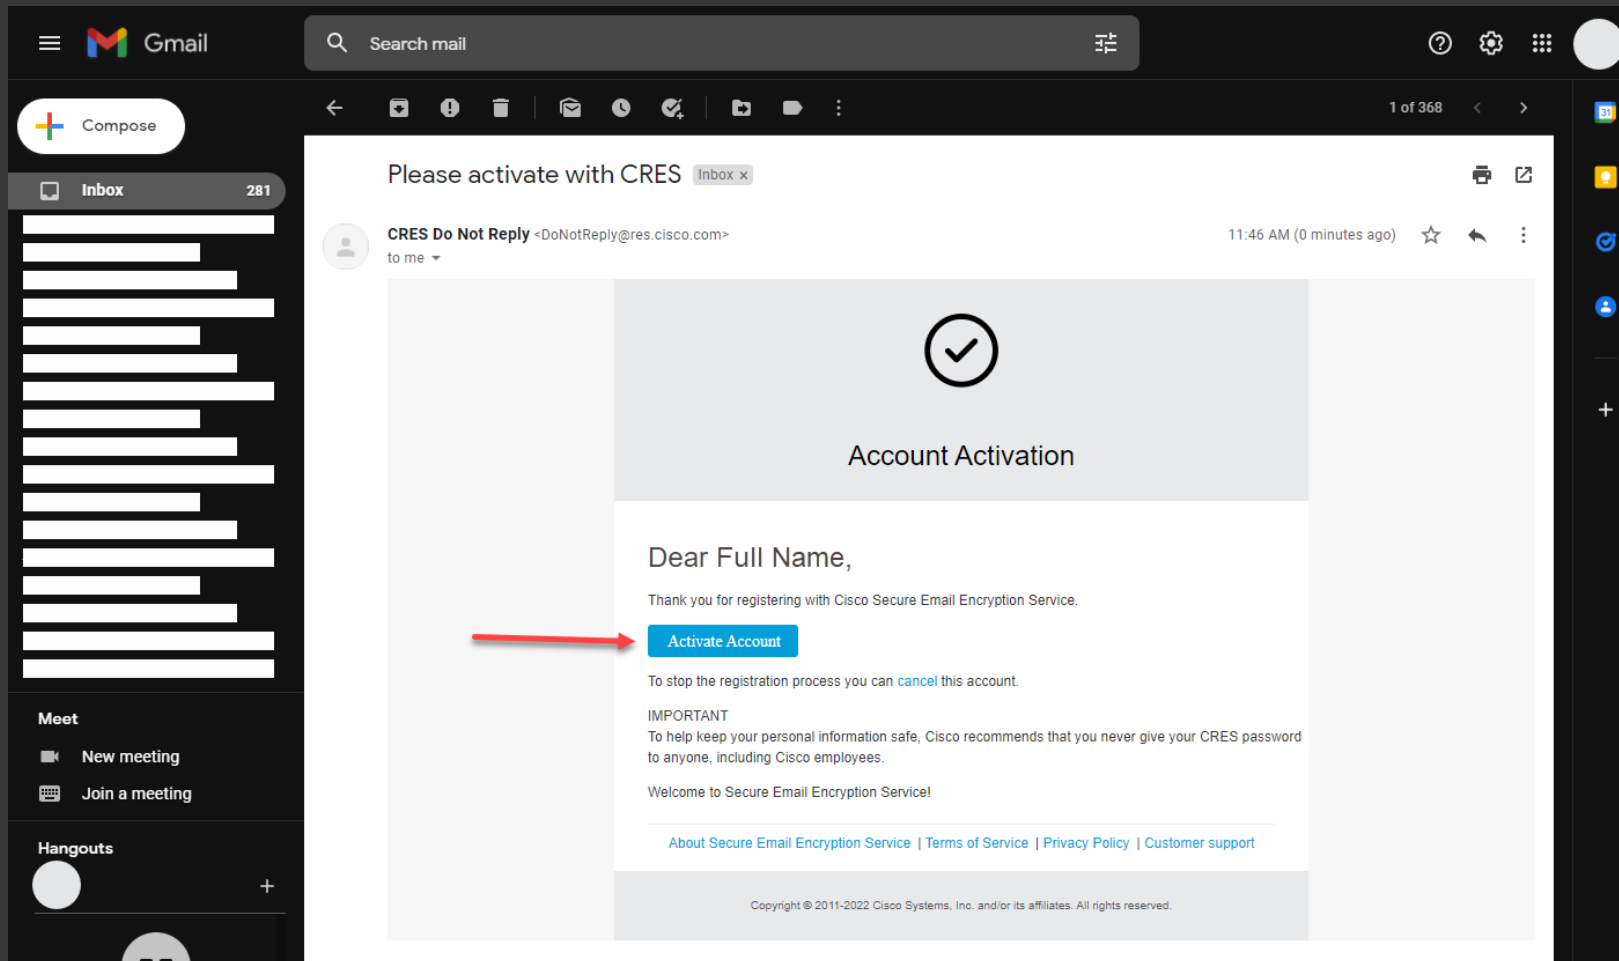 Gmail
Search mail
Compose
1 of 368
31
Inbox 281
Please activate with CRES Inbox x
CRES Do Not Reply <DoNotReply@res.cisco.com>
11:46 AM (0 minutes ago)
to me
Account Activation
Dear Full Name,
Thank you for registering with Cisco Secure Email Encryption Service.
Activate Account
To stop the registration process you can cancel this account.
IMPORTANT
To help keep your personal information safe, Cisco recommends that you never give your CRES password
to anyone, including Cisco employees.
Welcome to Secure Email Encryption Service!
About Secure Email Encryption Service | Terms of Service | Privacy Policy | Customer support
Copyright © 2011-2022 Cisco Systems, Inc. and/or its affiliates. All rights reserved.
Meet
New meeting
Join a meeting
Hangouts